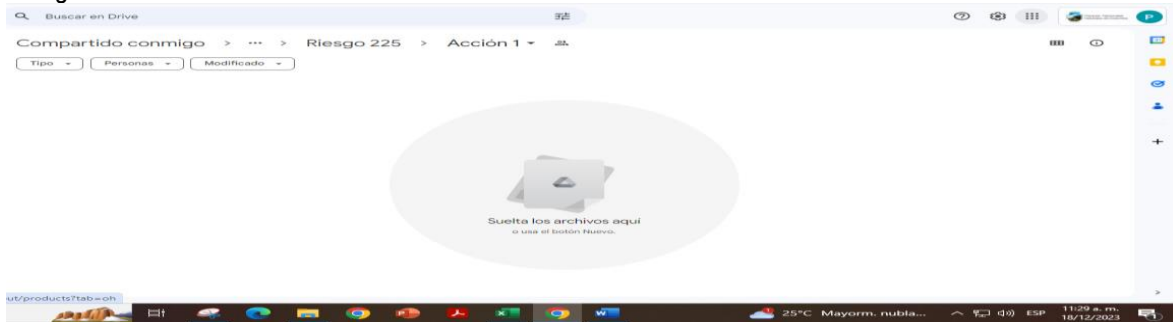 Buscar en Drive
Compartido conmigo > ... > Riesgo 225 > Acción 1
Tipo Personas Modificado
Suelta los archivos aquí
o usa el botón Nuevo.
ut/products?tab=oh
25°C Mayorm. nubla... ESP 11:29 a. m.
18/12/2023